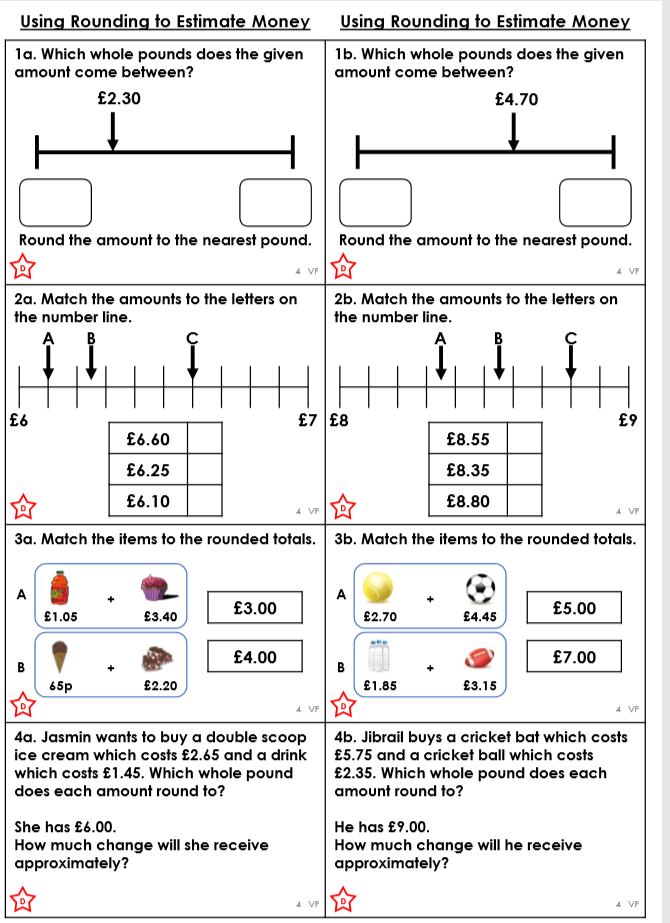 Using Rounding to Estimate Money
1a. Which whole pounds does the given
amount come between?
£2.30
Round the amount to the nearest pound.
D
4 VF
Using Rounding to Estimate Money
1b. Which whole pounds does the given
amount come between?
£4.70
Round the amount to the nearest pound.
D
4 VF
2a. Match the amounts to the letters on
the number line.
A B C
£6 £7
£6.60
£6.25
£6.10
D
4 VF
2b. Match the amounts to the letters on
the number line.
A B C
£8 £9
£8.55
£8.35
£8.80
D
4 VF
3a. Match the items to the rounded totals.
A + £3.00
£1.05 £3.40
B + £4.00
65p £2.20
D
4 VF
3b. Match the items to the rounded totals.
A + £5.00
£2.70 £4.45
B + £7.00
£1.85 £3.15
D
4 VF
4a. Jasmin wants to buy a double scoop
ice cream which costs £2.65 and a drink
which costs £1.45. Which whole pound
does each amount round to?
She has £6.00.
How much change will she receive
approximately?
D
4 VF
4b. Jibrail buys a cricket bat which costs
£5.75 and a cricket ball which costs
£2.35. Which whole pound does each
amount round to?
He has £9.00.
How much change will he receive
approximately?
D
4 VF